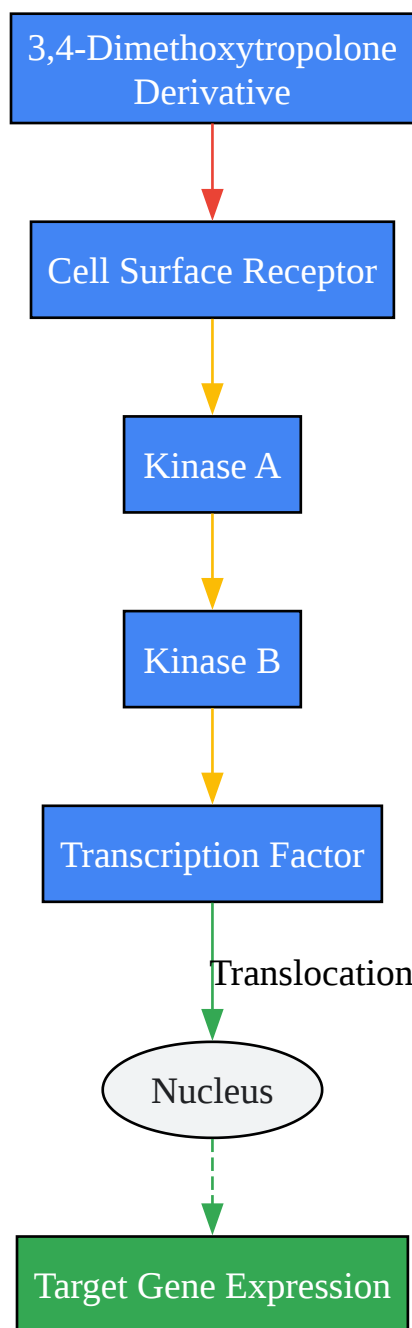 3,4-Dimethoxytropolone
Derivative
Cell Surface Receptor
Kinase A
Kinase B
Transcription Factor
Translocation
Nucleus
Target Gene Expression